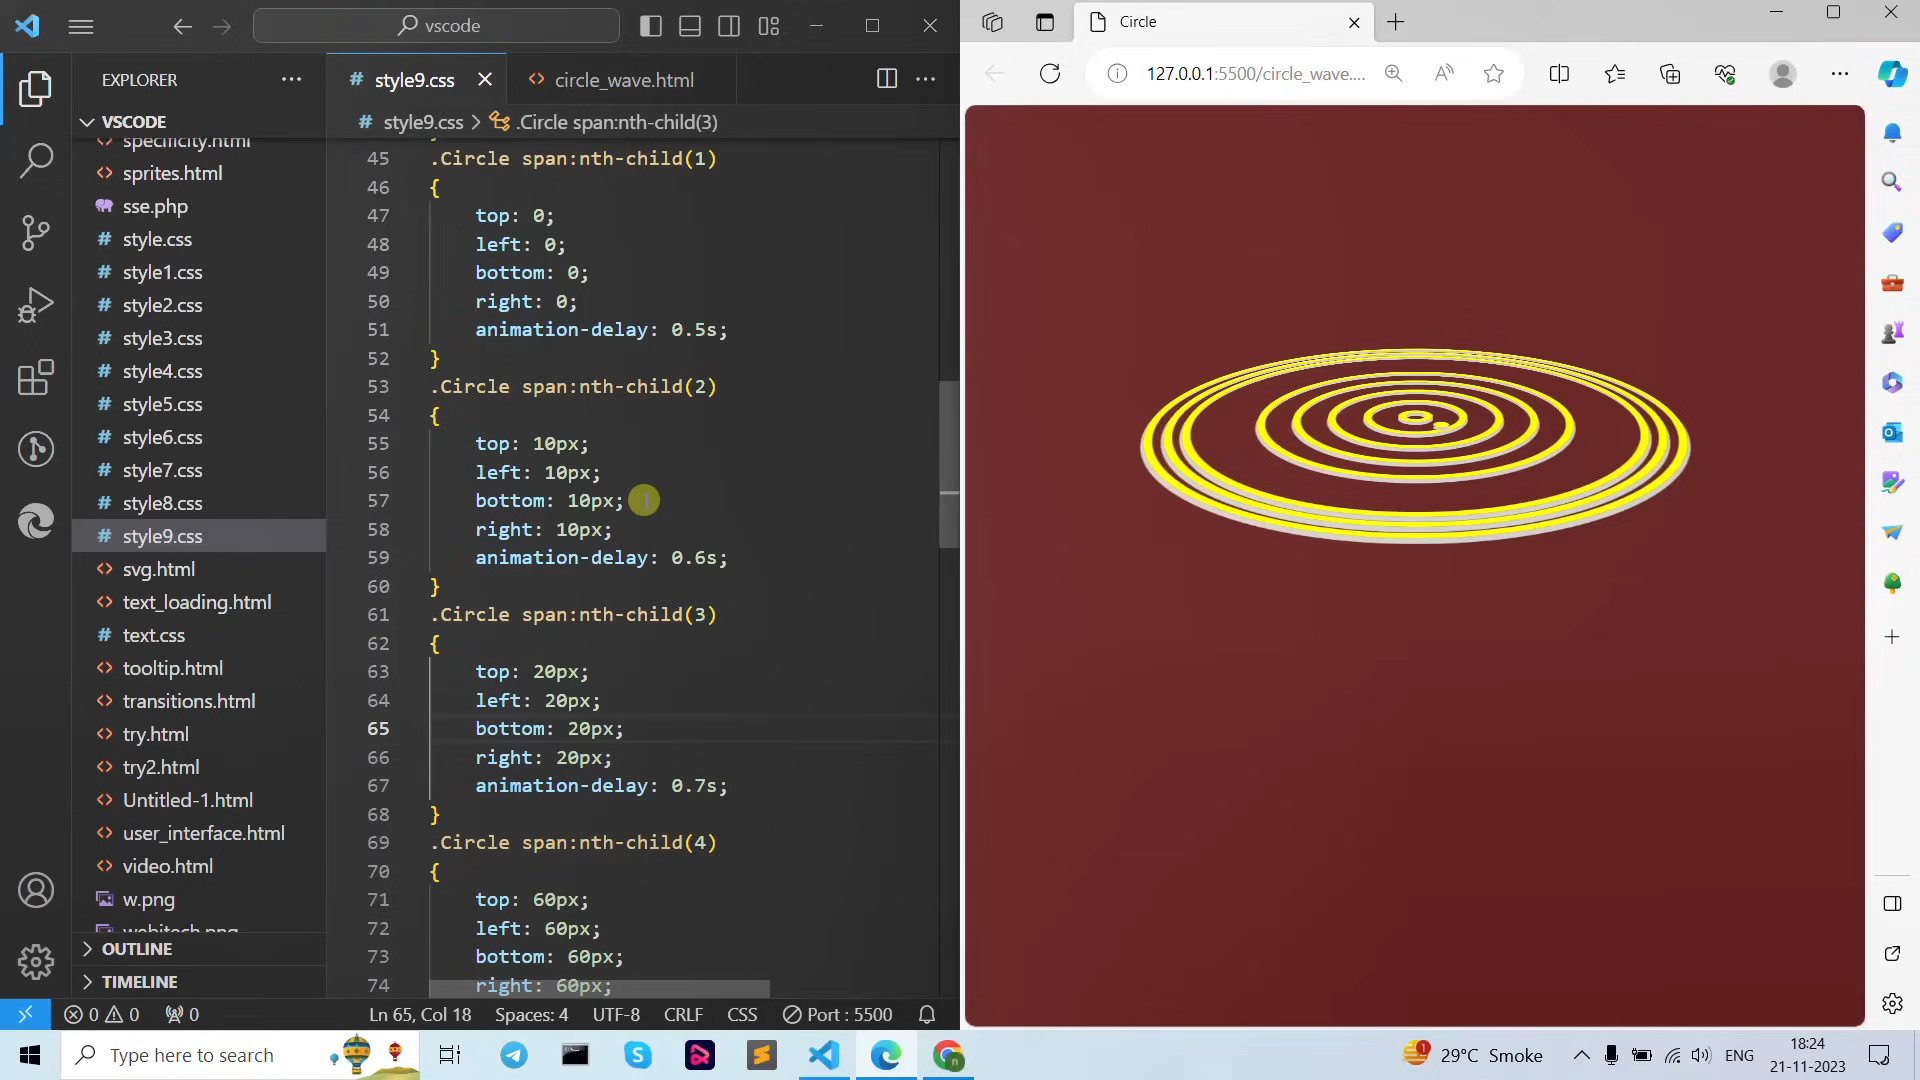 vscode
EXPLORER
VSCODE
specificity.html
sprites.html
sse.php
style.css
style1.css
style2.css
style3.css
style4.css
style5.css
style6.css
style7.css
style8.css
style9.css
svg.html
text_loading.html
text.css
tooltip.html
transitions.html
try.html
try2.html
Untitled-1.html
user_interface.html
video.html
w.png
OUTLINE
TIMELINE
style9.css
circle_wave.html
style9.css > .Circle span:nth-child(3)
45 .Circle span:nth-child(1)
46 {
47 top: 0;
48 left: 0;
49 bottom: 0;
50 right: 0;
51 animation-delay: 0.5s;
52 }
53 .Circle span:nth-child(2)
54 {
55 top: 10px;
56 left: 10px;
57 bottom: 10px;
58 right: 10px;
59 animation-delay: 0.6s;
60 }
61 .Circle span:nth-child(3)
62 {
63 top: 20px;
64 left: 20px;
65 bottom: 20px;
66 right: 20px;
67 animation-delay: 0.7s;
68 }
69 .Circle span:nth-child(4)
70 {
71 top: 60px;
72 left: 60px;
73 bottom: 60px;
74 right: 60px;
0 0 0 Ln 65, Col 18 Spaces: 4 UTF-8 CRLF CSS Port : 5500
Circle
127.0.0.1:5500/circle_wave....
Type here to search
1 29°C Smoke ENG
18:24
21-11-2023